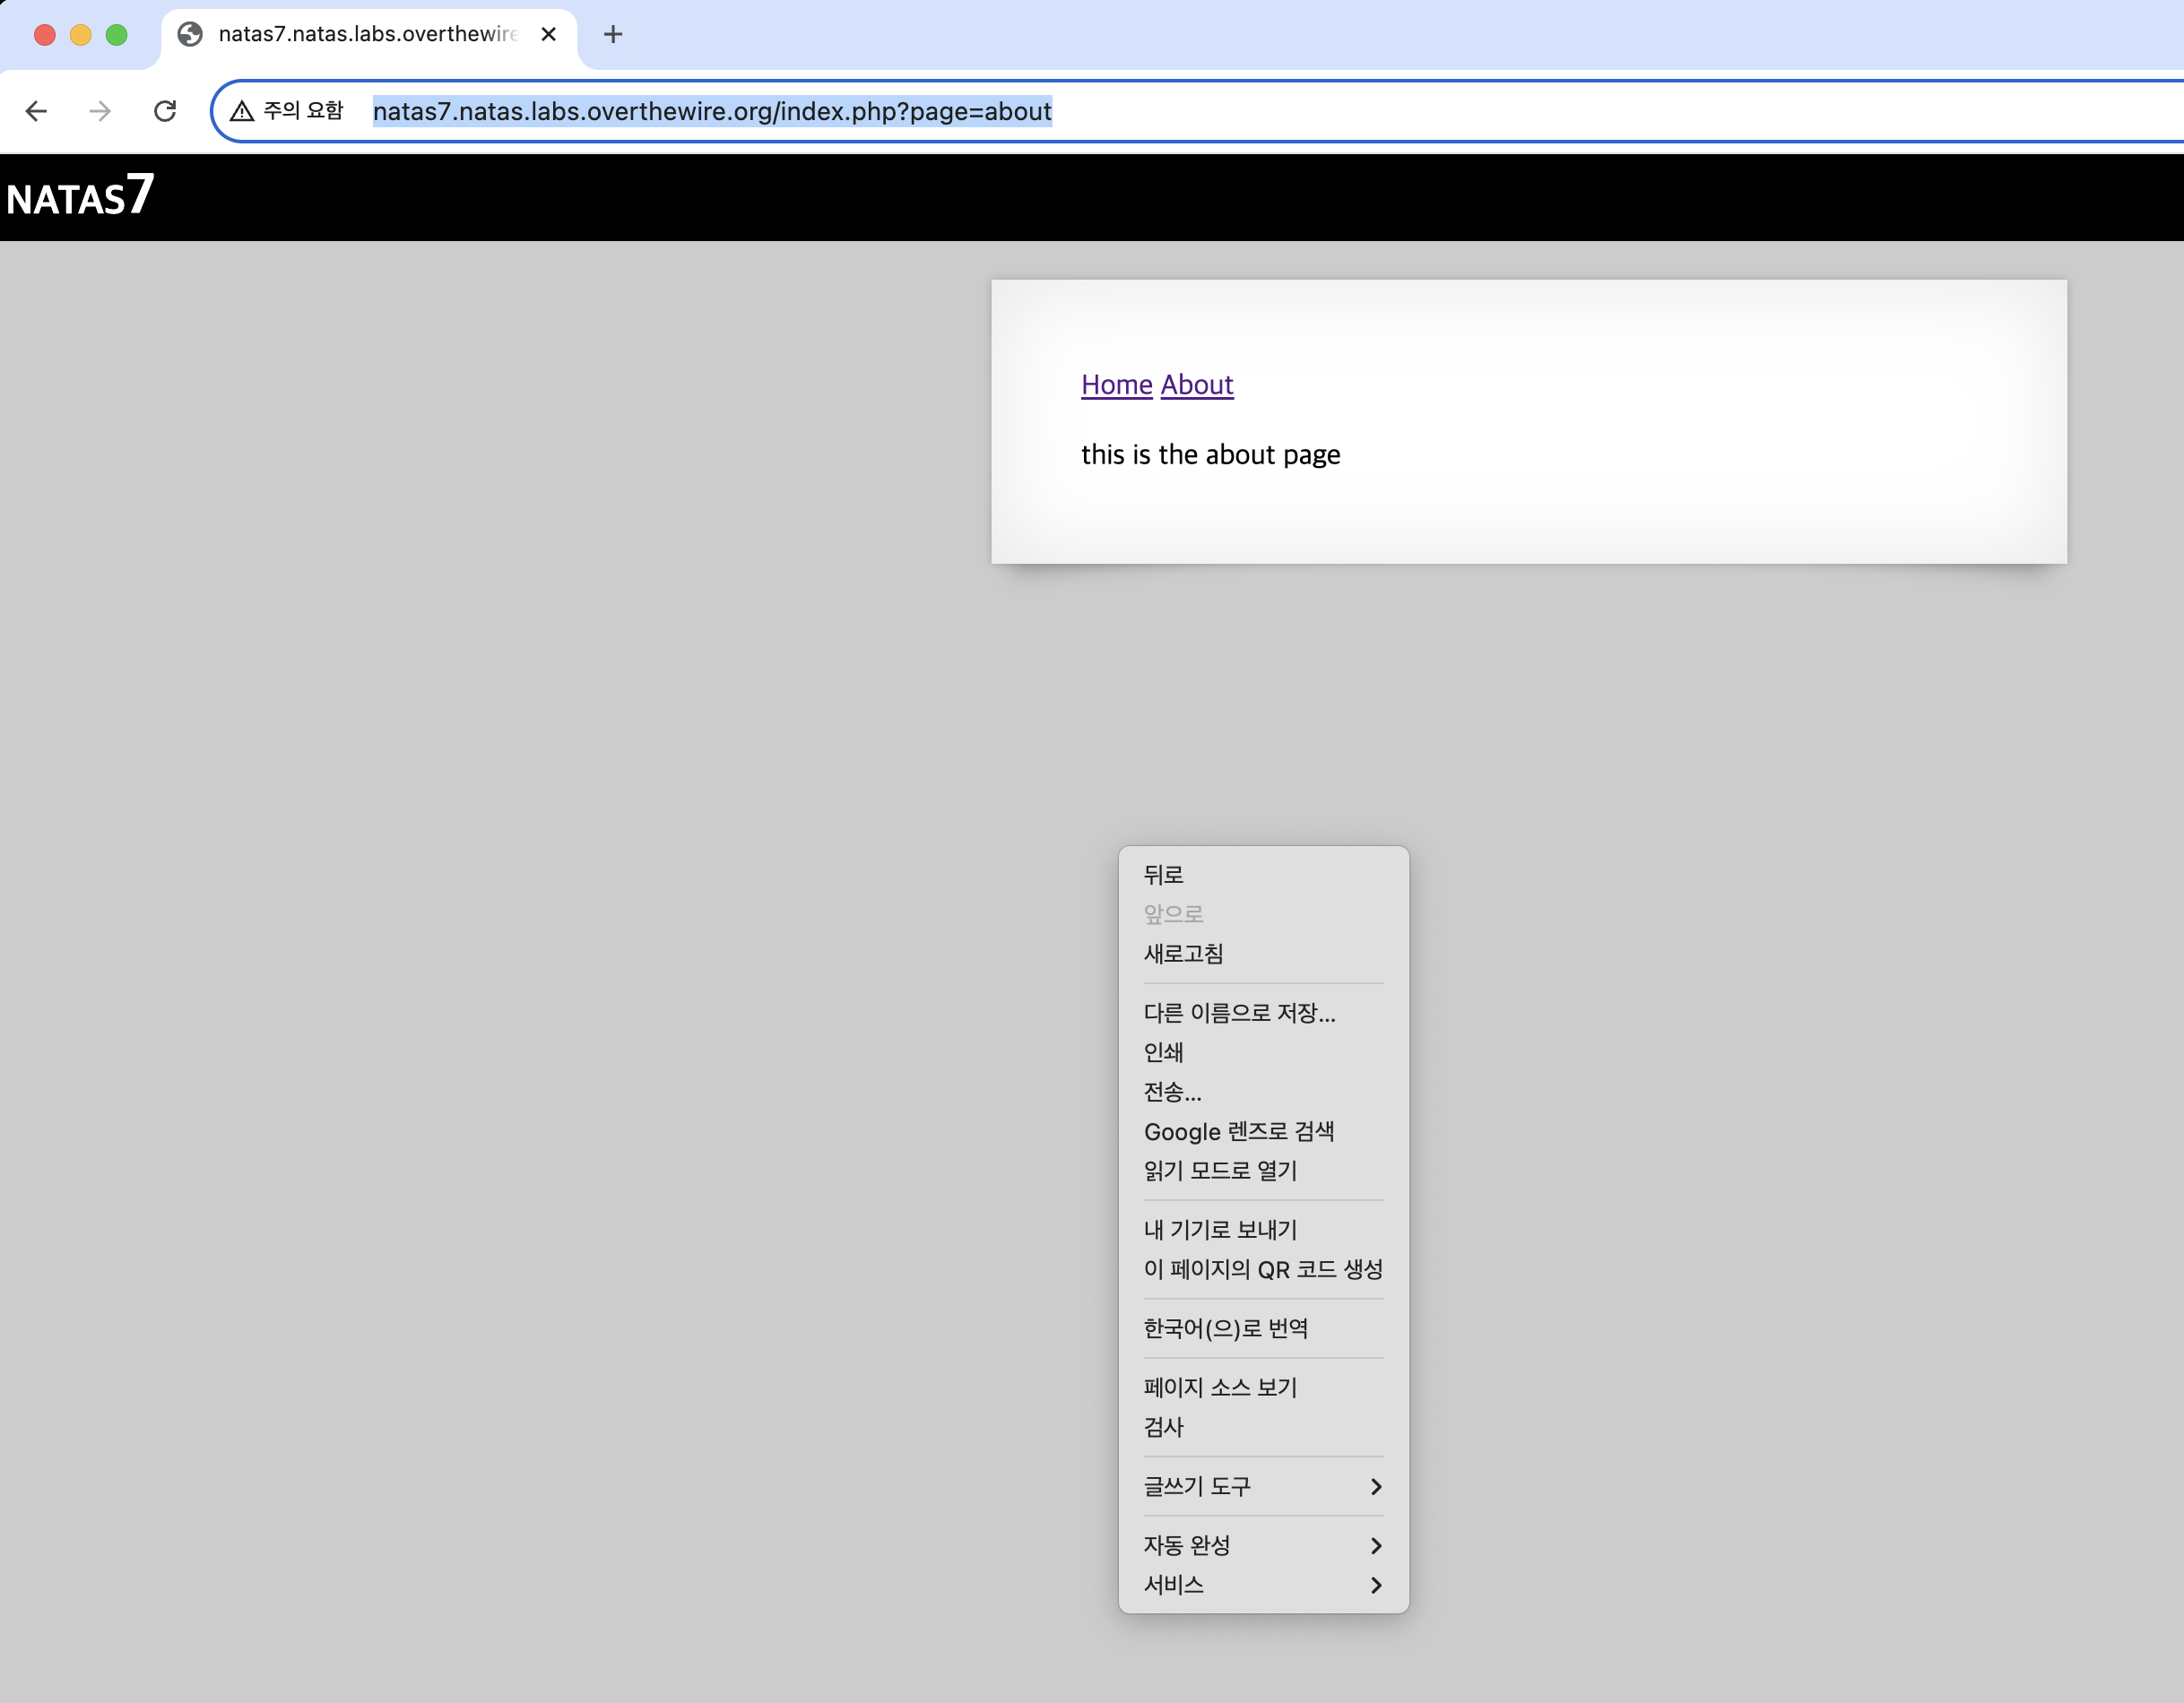 natas7.natas.labs.overthewire
주의 요함 natas7.natas.labs.overthewire.org/index.php?page=about
NATAS7
Home About
this is the about page
뒤로
앞으로
새로고침
다른 이름으로 저장...
인쇄
전송...
Google 렌즈로 검색
읽기 모드로 열기
내 기기로 보내기
이 페이지의 QR 코드 생성
한국어(으)로 번역
페이지 소스 보기
검사
글쓰기 도구
자동 완성
서비스